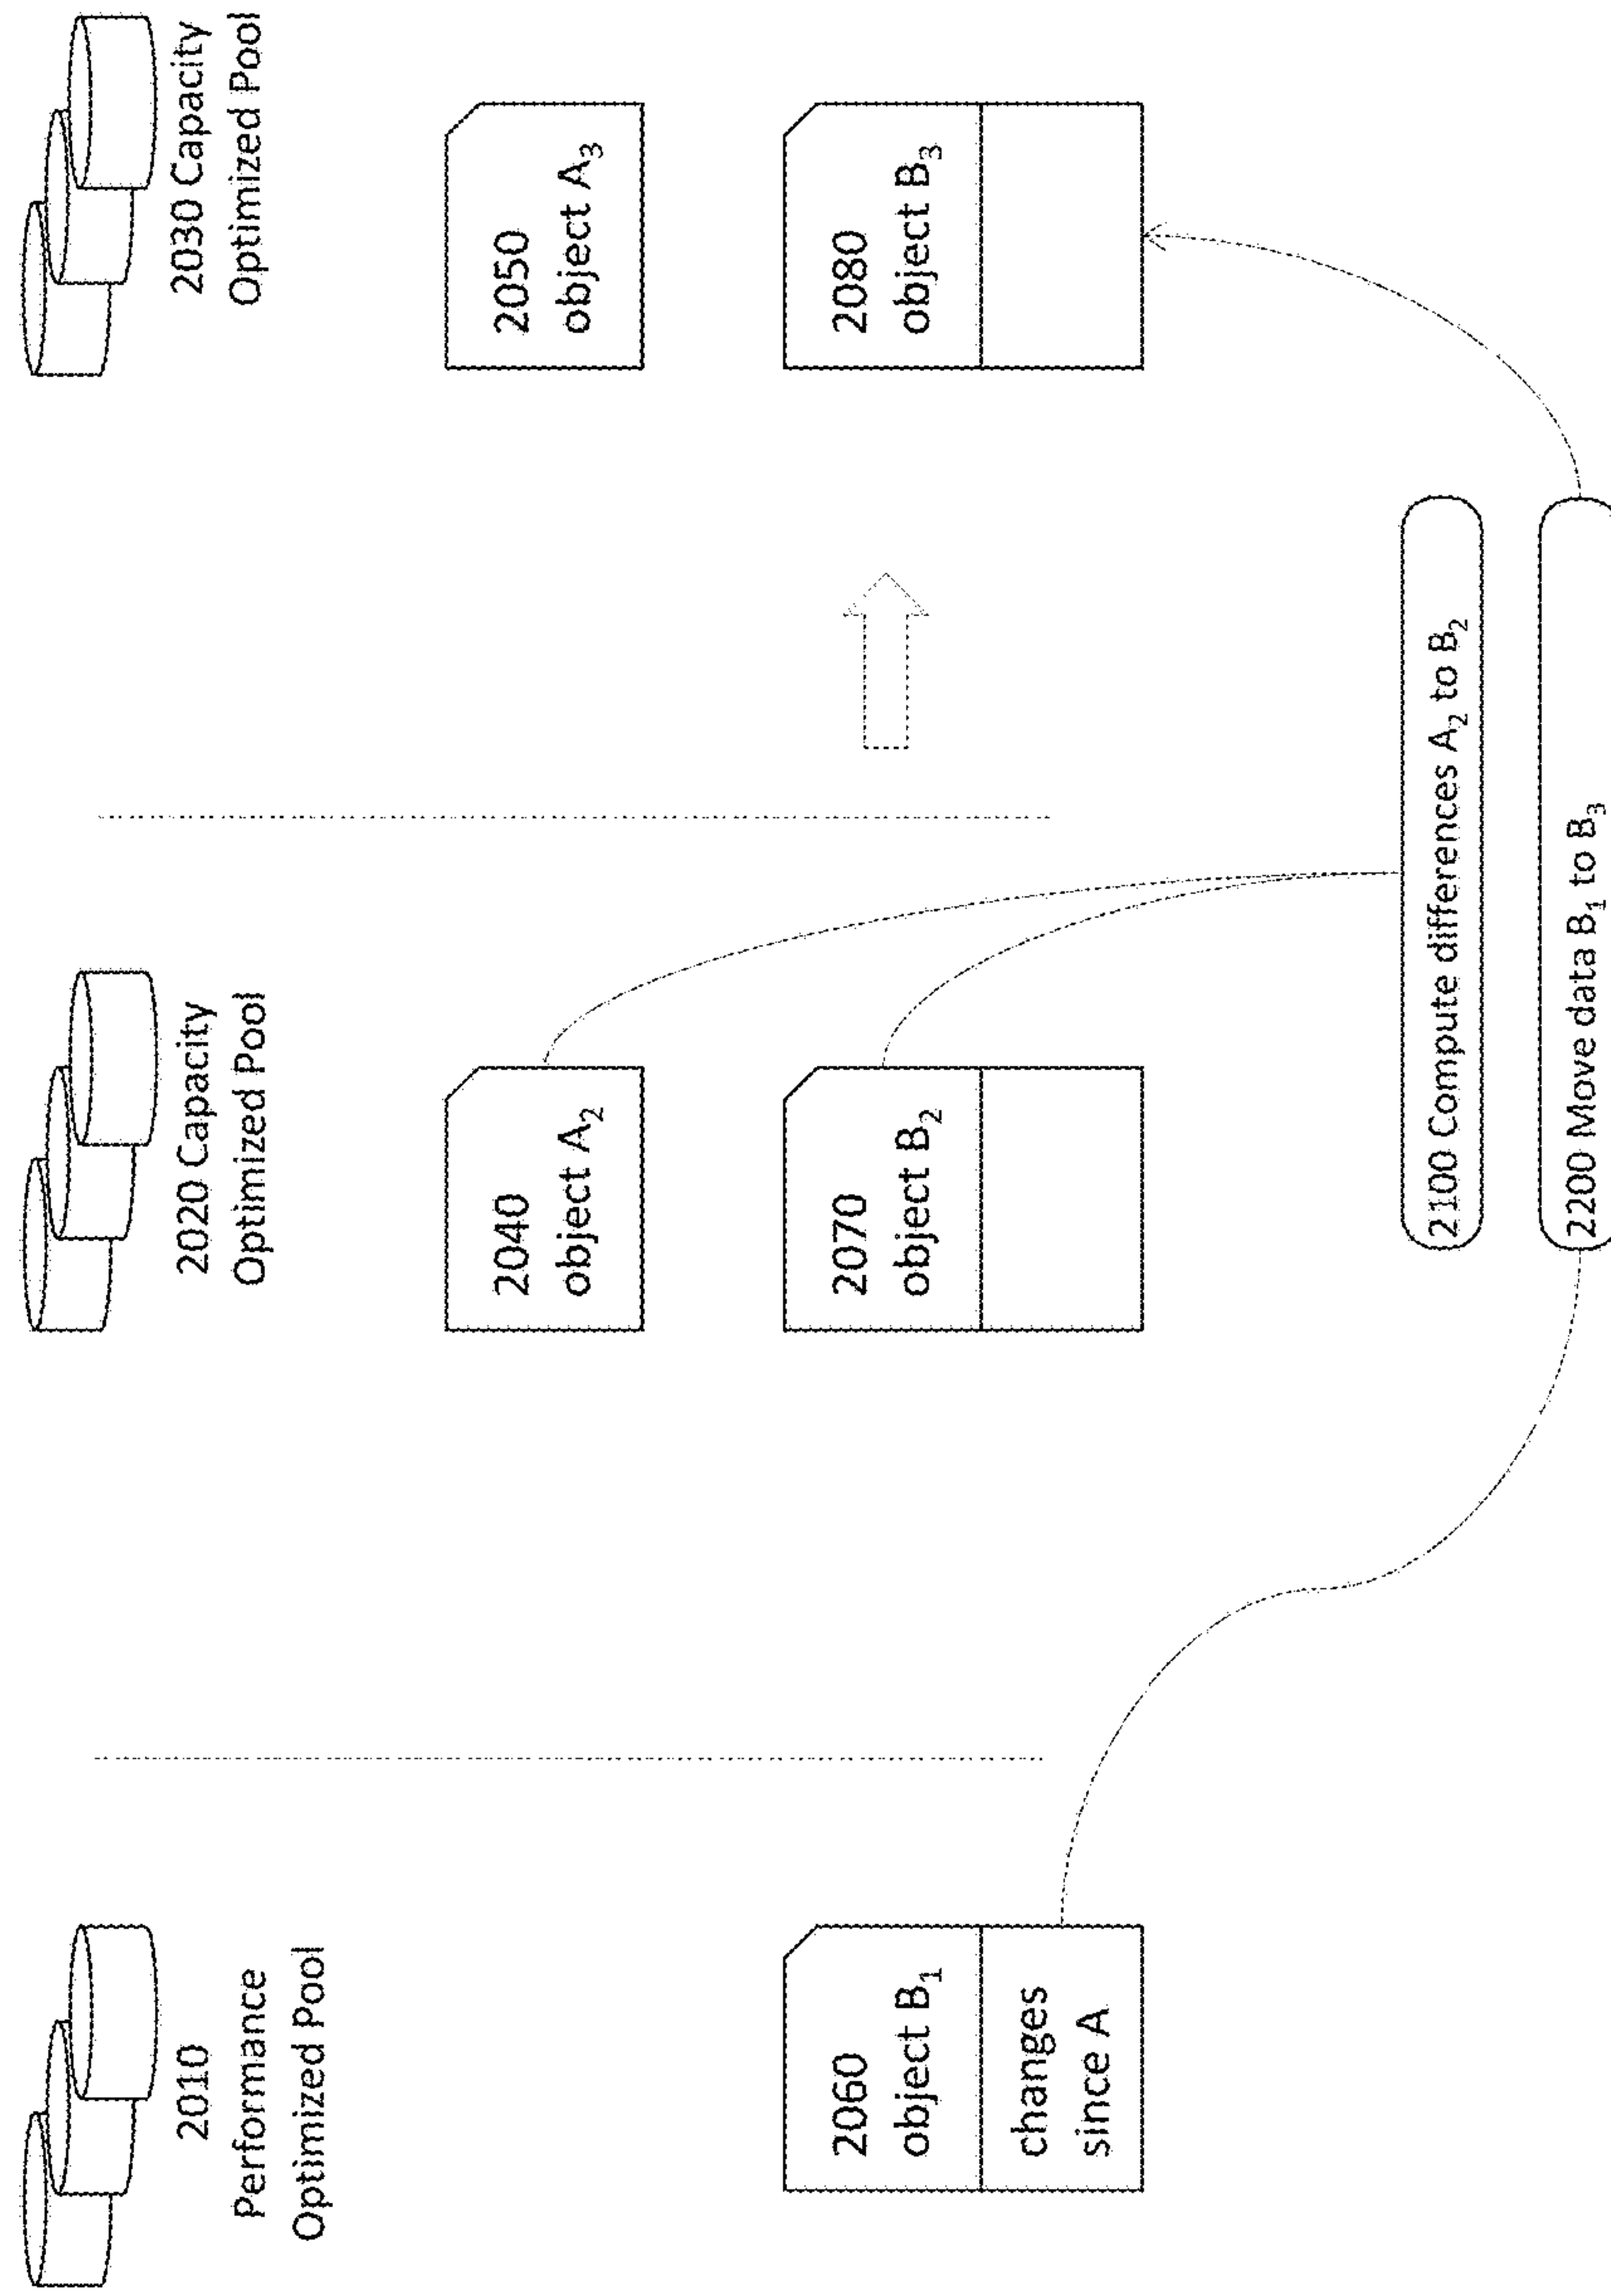 2010
Performance
Optimized Pool
2020 Capacity
Optimized Pool
2030 Capacity
Optimized Pool
2040
object A₂
2050
object A₃
2060
object B₁
changes
since A
2070
object B₂
2080
object B₃
2100 Compute differences A₂ to B₂
2200 Move data B₁ to B₃